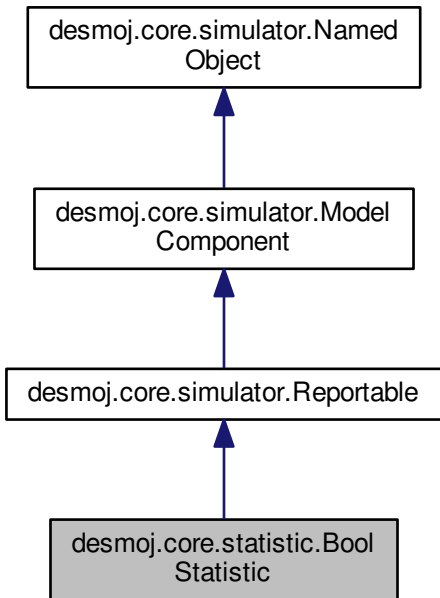 desmoj.core.simulator.Named
Object
desmoj.core.simulator.Model
Component
desmoj.core.simulator.Reportable
desmoj.core.statistic.Bool
Statistic